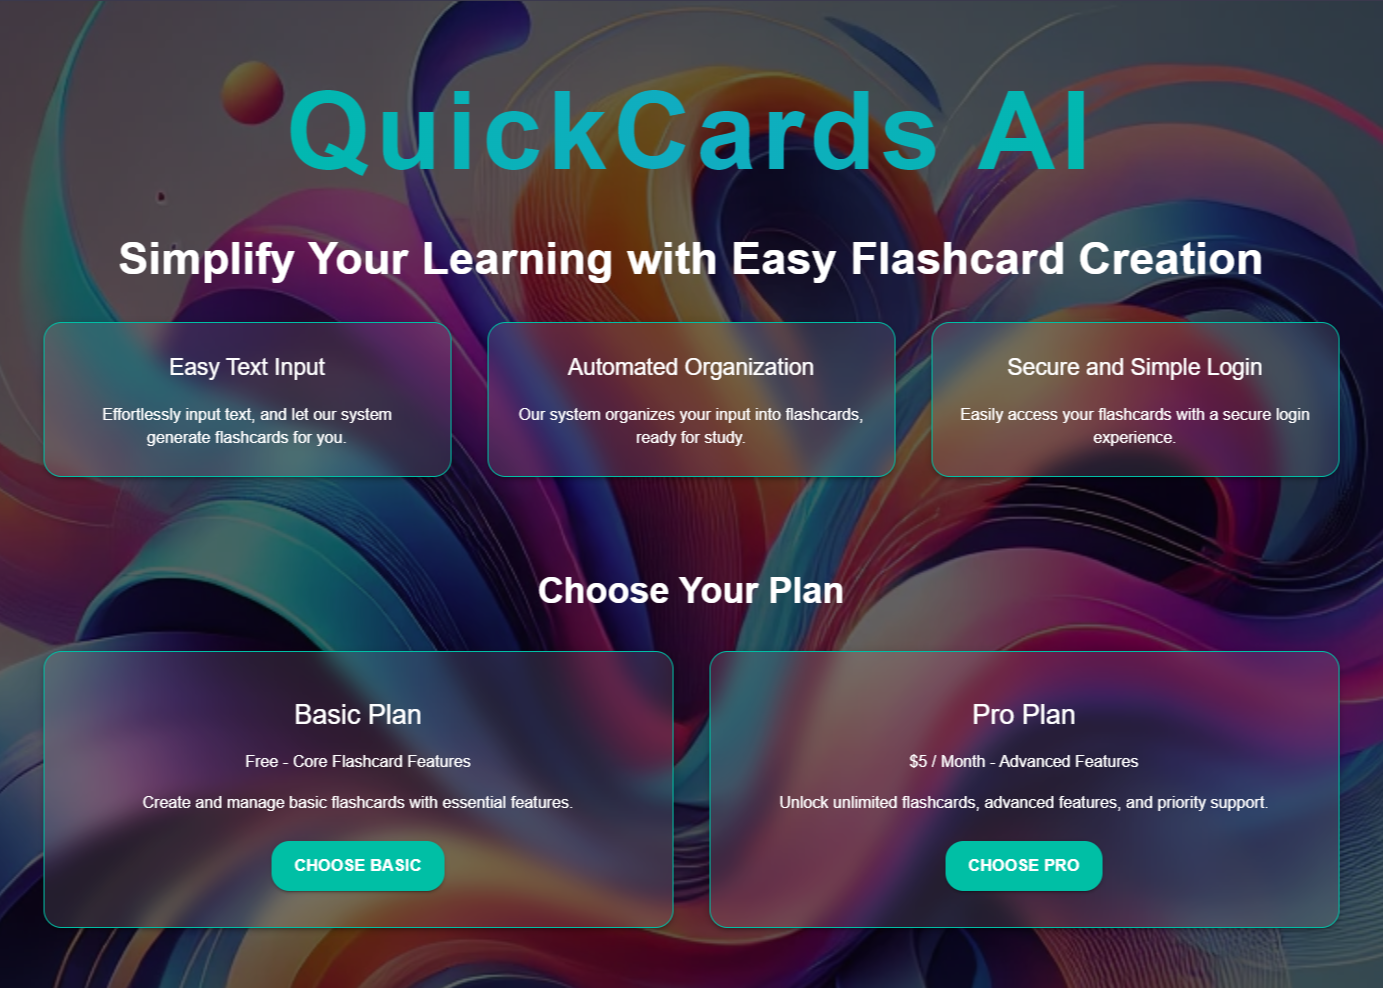 QuickCards AI
Simplify Your Learning with Easy Flashcard Creation
Easy Text Input
Effortlessly input text, and let our system
generate flashcards for you.
Automated Organization
Our system organizes your input into flashcards,
ready for study.
Secure and Simple Login
Easily access your flashcards with a secure login
experience.
Choose Your Plan
Basic Plan
Free - Core Flashcard Features
Create and manage basic flashcards with essential features.
CHOOSE BASIC
Pro Plan
$5 / Month - Advanced Features
Unlock unlimited flashcards, advanced features, and priority support.
CHOOSE PRO